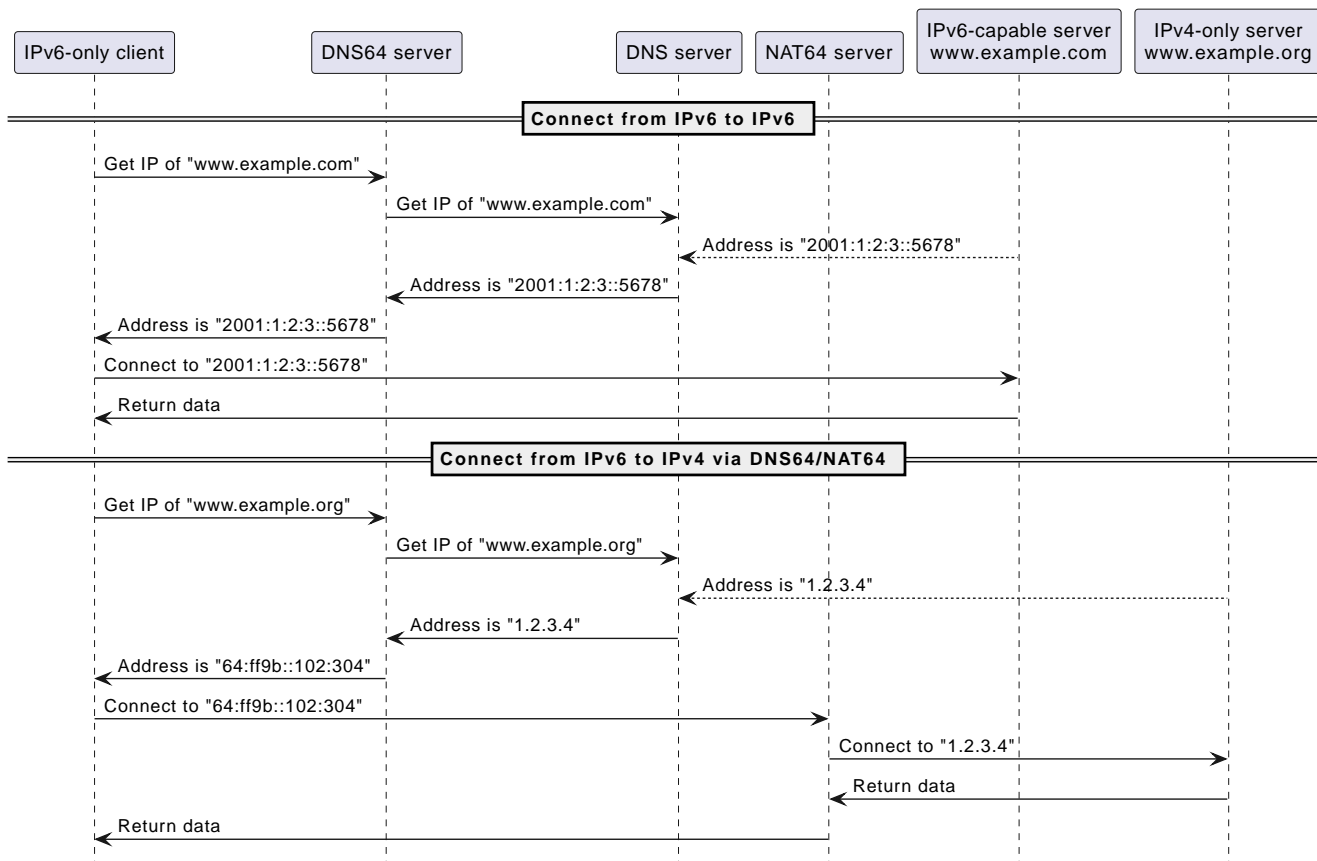 IPv6-only client
DNS64 server
DNS server
NAT64 server
IPv6-capable server
www.example.com
IPv4-only server
www.example.org
Connect from IPv6 to IPv6
Get IP of "www.example.com"
Get IP of "www.example.com"
Address is "2001:1:2:3::5678"
Address is "2001:1:2:3::5678"
Address is "2001:1:2:3::5678"
Connect to "2001:1:2:3::5678"
Return data
Connect from IPv6 to IPv4 via DNS64/NAT64
Get IP of "www.example.org"
Get IP of "www.example.org"
Address is "1.2.3.4"
Address is "1.2.3.4"
Address is "64:ff9b::102:304"
Connect to "64:ff9b::102:304"
Connect to "1.2.3.4"
Return data
Return data